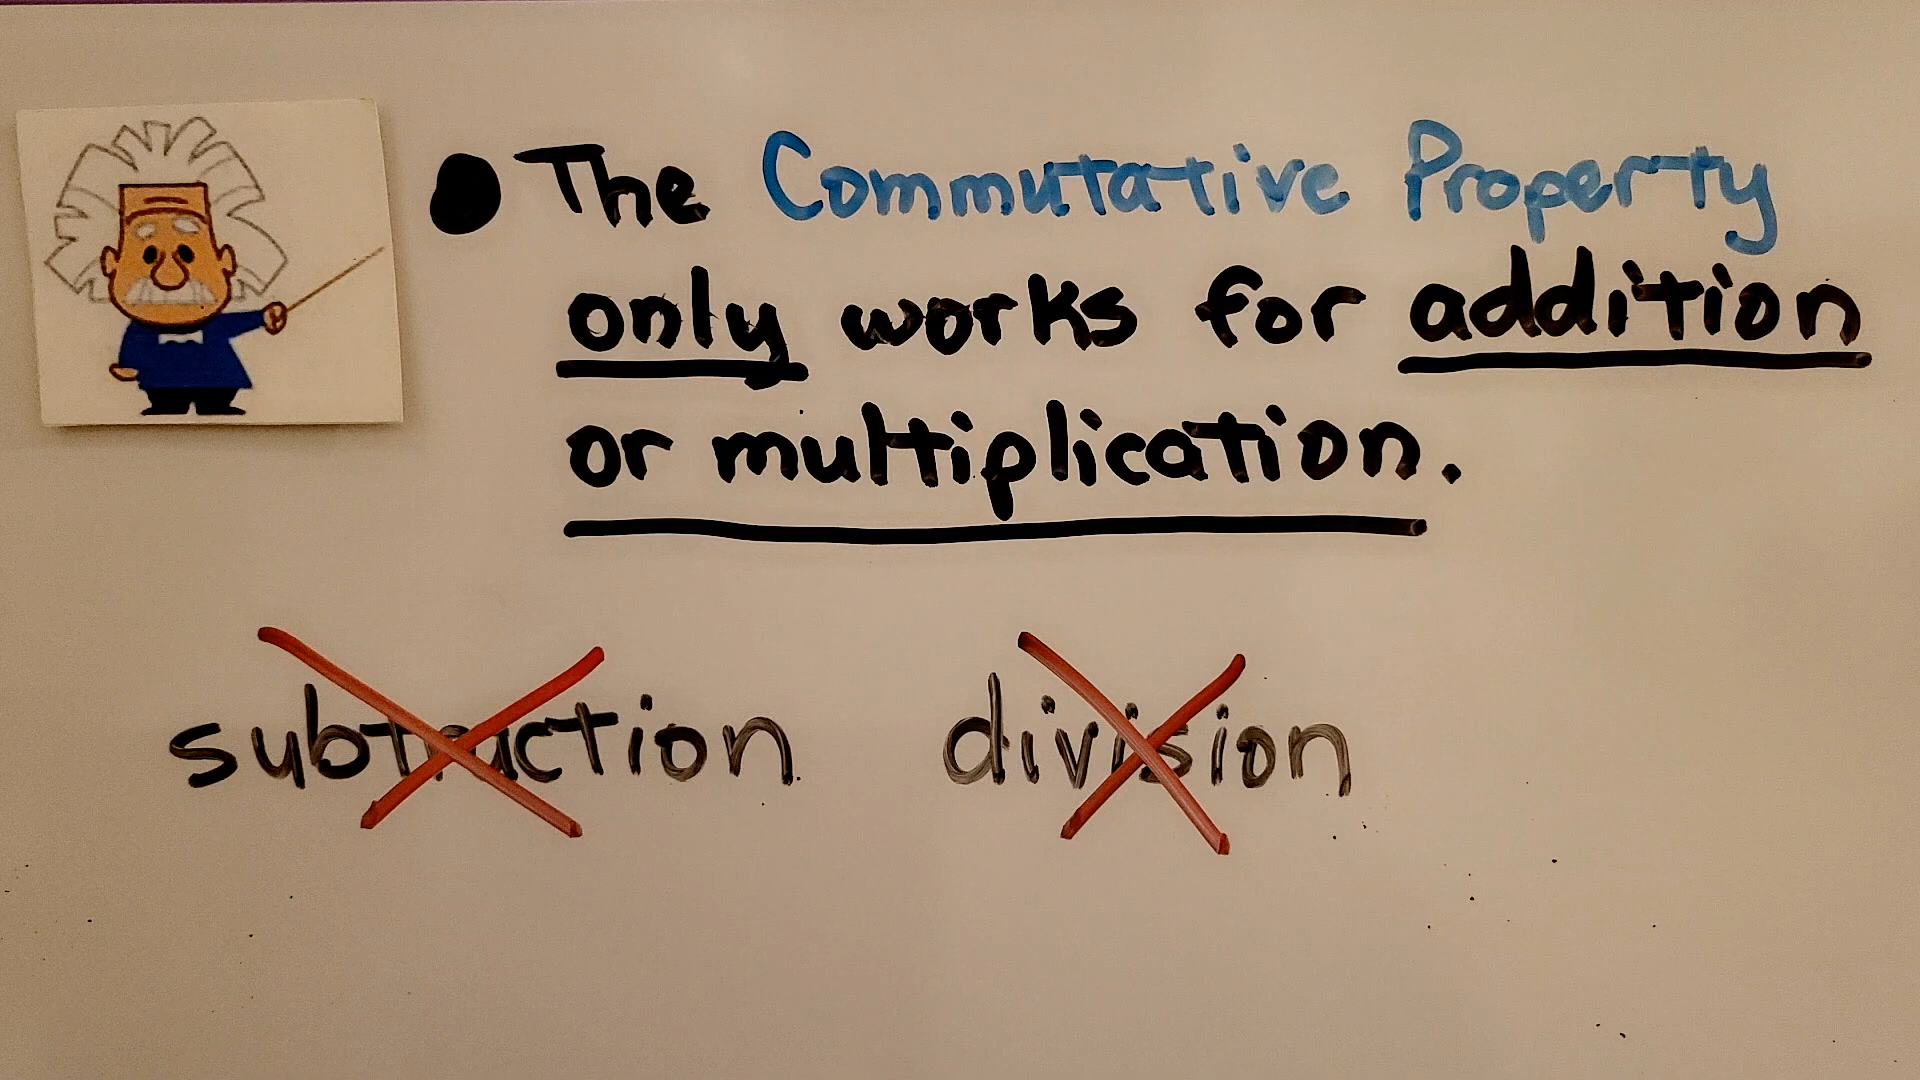 The Commutative Property
only works for addition
or multiplication.
subtraction division